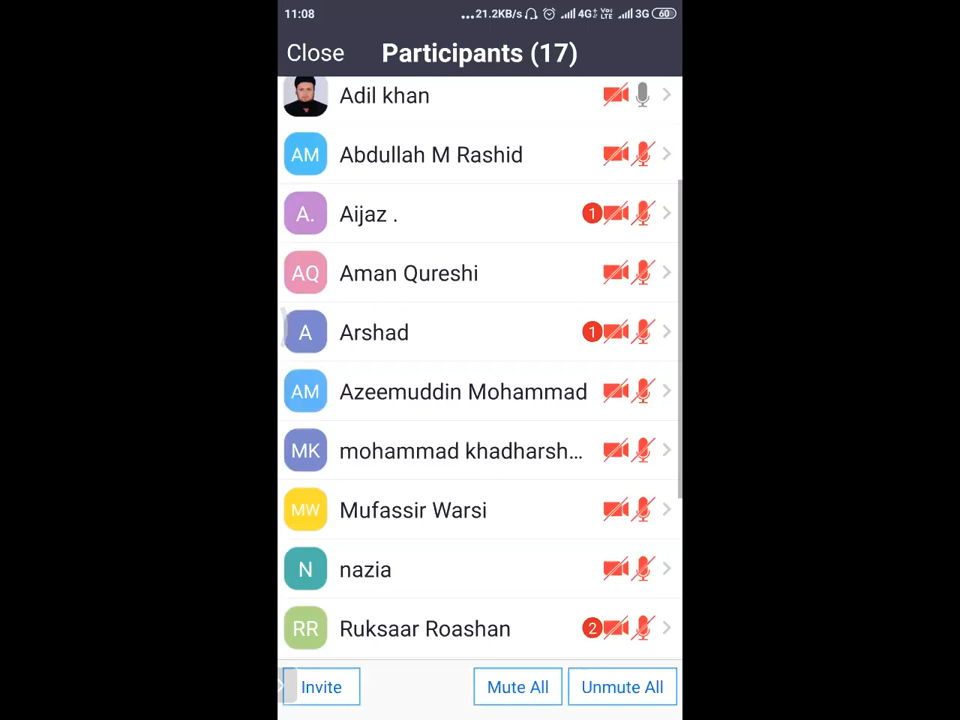 11:08 ...21.2KB/s 4G+ Vo) LTE 3G 60
Close Participants (17)
Adil khan
AM Abdullah M Rashid
A. Aijaz . 1
AQ Aman Qureshi
A Arshad 1
AM Azeemuddin Mohammad
MK mohammad khadharsh...
MW Mufassir Warsi
N nazia
RR Ruksaar Roashan 2
Invite Mute All Unmute All